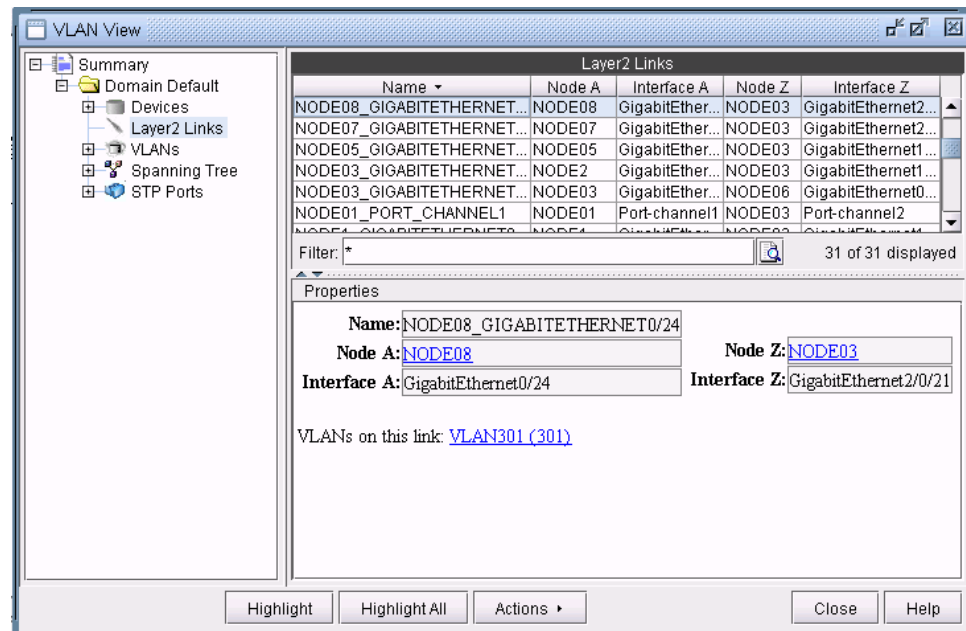 VLAN View
Summary
Domain Default
Devices
Layer2 Links
VLANs
Spanning Tree
STP Ports
Layer2 Links
Name Node A Interface A Node Z Interface Z
NODE08_GIGABITETHERNET... NODE08 GigabitEther... NODE03 GigabitEthernet2...
NODE07_GIGABITETHERNET... NODE07 GigabitEther... NODE03 GigabitEthernet2...
NODE05_GIGABITETHERNET... NODE05 GigabitEther... NODE03 GigabitEthernet1...
NODE03_GIGABITETHERNET... NODE2 GigabitEther... NODE03 GigabitEthernet1...
NODE03_GIGABITETHERNET... NODE03 GigabitEther... NODE06 GigabitEthernet0...
NODE01_PORT_CHANNEL1 NODE01 Port-channel1 NODE03 Port-channel2
Filter: * 31 of 31 displayed
Properties
Name: NODE08_GIGABITETHERNET0/24
Node A: NODE08 Node Z: NODE03
Interface A: GigabitEthernet0/24 Interface Z: GigabitEthernet2/0/21
VLANs on this link: VLAN301 (301)
Highlight Highlight All Actions Close Help